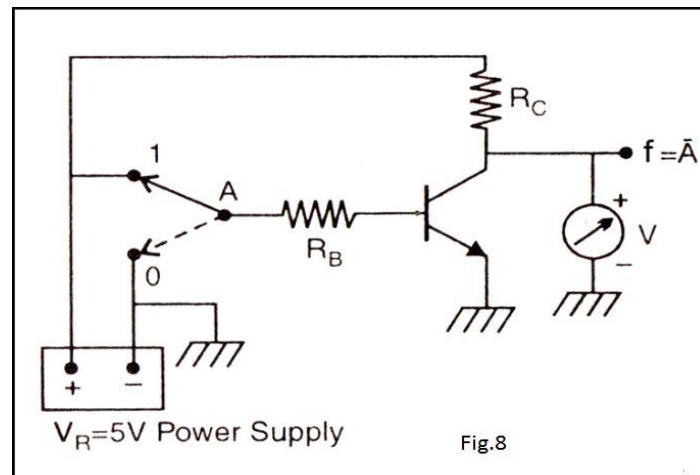 R_C
1
f = Ā
A
+
V
R_B
−
0
+ −
V_R=5V Power Supply
Fig.8